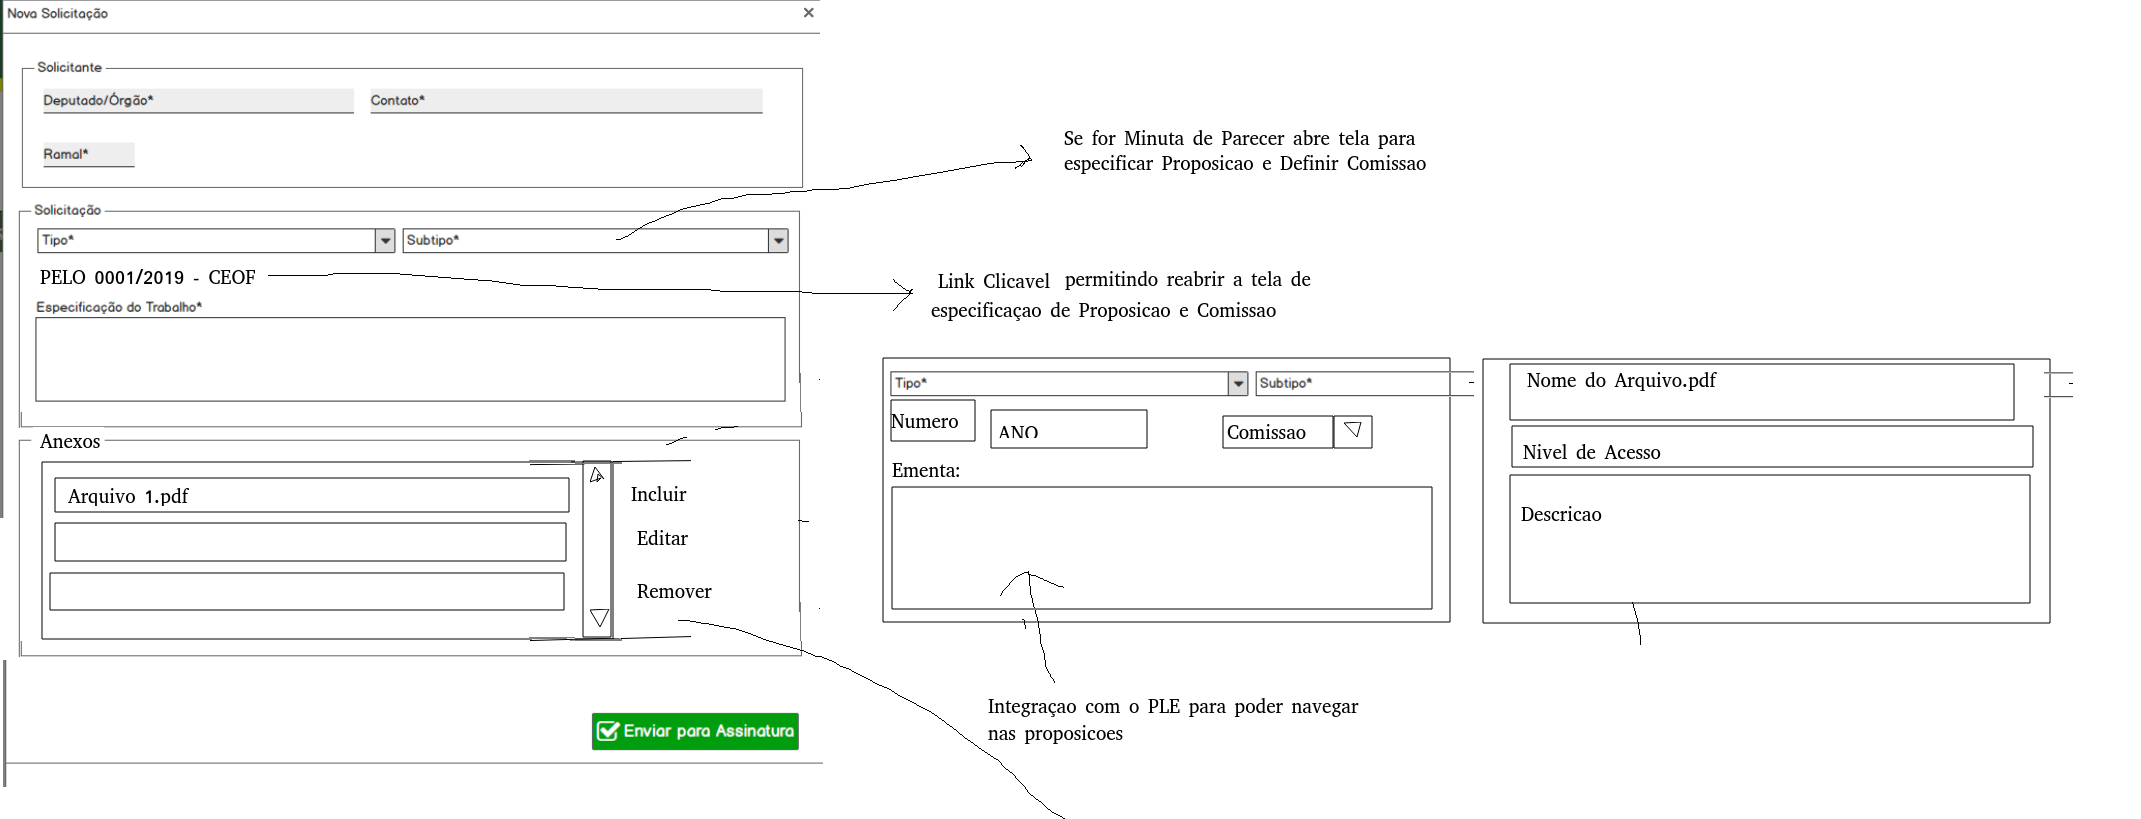 Nova Solicitação
Solicitante
Deputado/Órgão*
Contato*
Ramal*
Solicitação
Tipo*
Subtipo*
PELO 0001/2019 - CEOF
Especificação do Trabalho*
Anexos
Arquivo 1.pdf
Incluir
Editar
Remover
Enviar para Assinatura
Se for Minuta de Parecer abre tela para
especificar Proposicao e Definir Comissao
Link Clicavel permitindo reabrir a tela de
especificaçao de Proposicao e Comissao
Tipo*
Subtipo*
Numero
ANO
Comissao
Ementa:
Integraçao com o PLE para poder navegar
nas proposicoes
Nome do Arquivo.pdf
Nivel de Acesso
Descricao